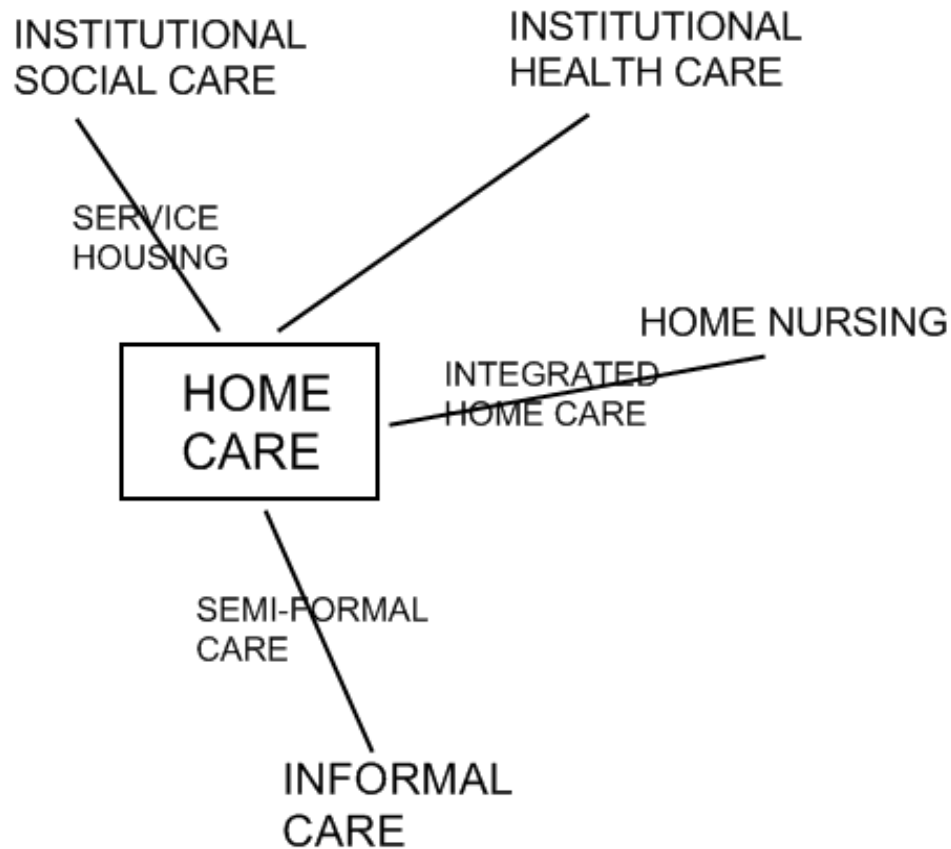 INSTITUTIONAL
SOCIAL CARE
INSTITUTIONAL
HEALTH CARE
SERVICE
HOUSING
HOME NURSING
INTEGRATED
HOME CARE
HOME
CARE
SEMI-FORMAL
CARE
INFORMAL
CARE